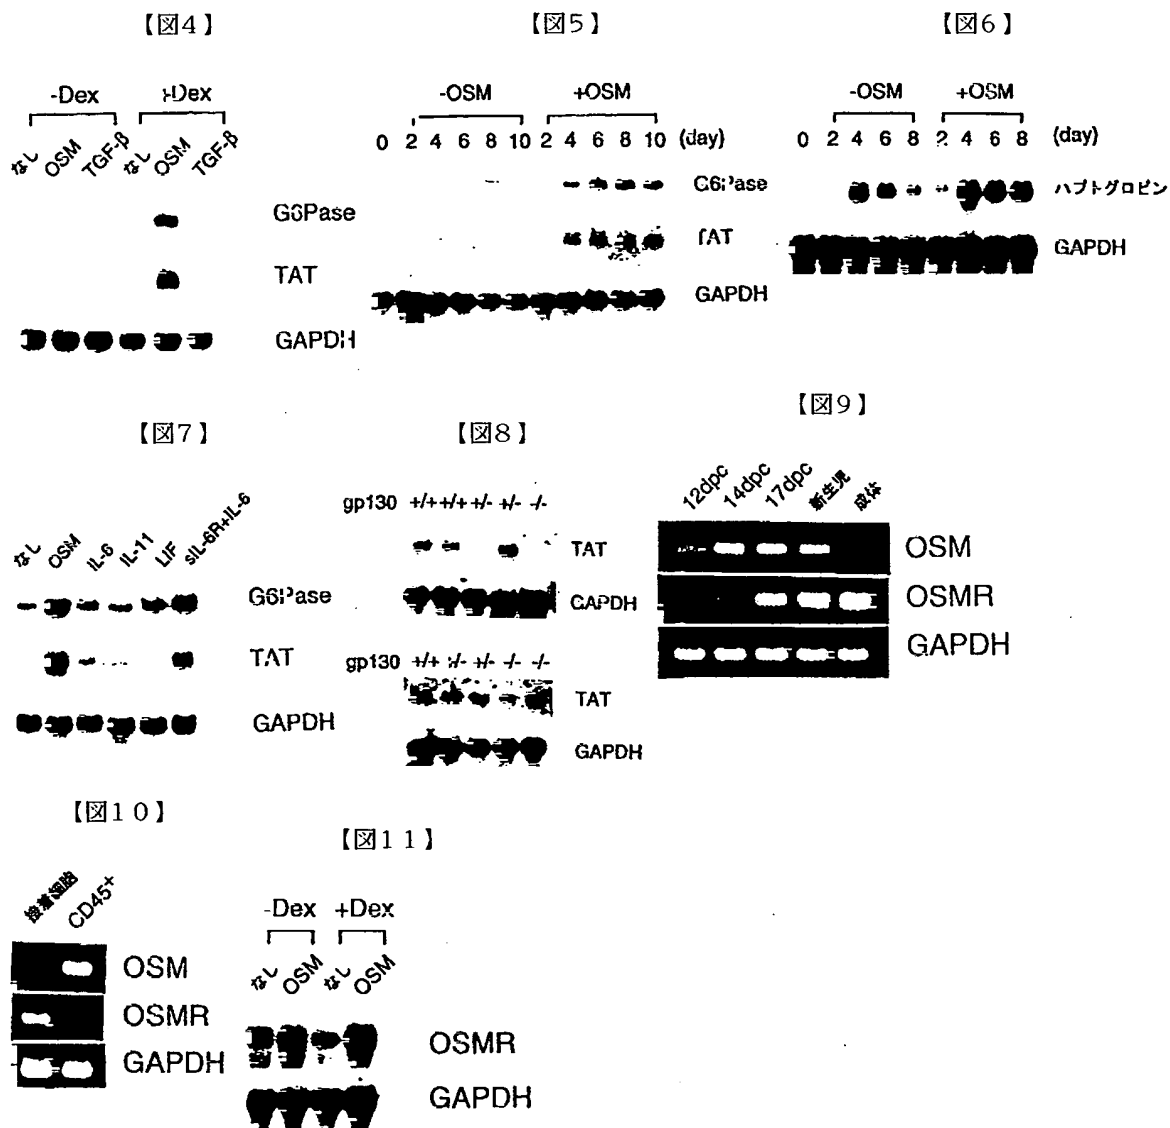 【図4】
-Dex +Dex
なし OSM TGF-β なし OSM TGF-β
G6Pase
TAT
GAPDH
【図5】
-OSM +OSM
0 2 4 6 8 10 2 4 6 8 10 (day)
G6Pase
TAT
GAPDH
【図6】
-OSM +OSM
0 2 4 6 8 2 4 6 8 (day)
ハプトグロビン
GAPDH
【図7】
なし OSM IL-6 IL-11 LIF sIL-6R+IL-6
G6Pase
TAT
GAPDH
【図8】
gp130 +/+ +/+ +/- +/- -/-
TAT
GAPDH
gp130 +/+ +/- +/- -/- -/-
TAT
GAPDH
【図9】
12dpc 14dpc 17dpc 新生児 成体
OSM
OSMR
GAPDH
【図10】
接着細胞 CD45+
OSM
OSMR
GAPDH
【図11】
-Dex +Dex
なし OSM なし OSM
OSMR
GAPDH